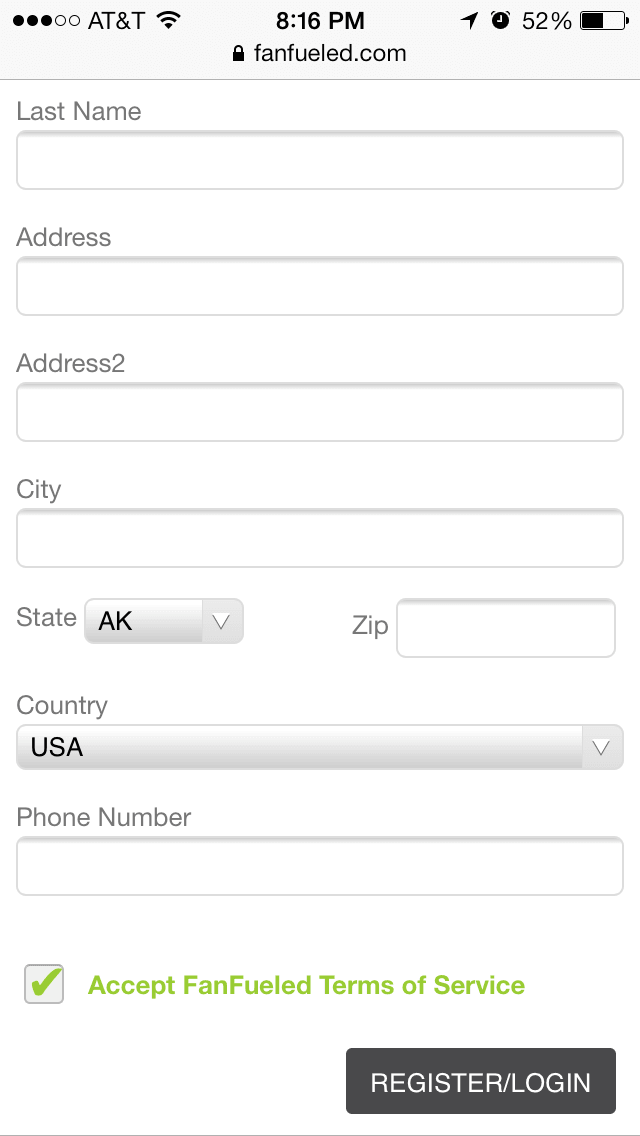 AT&T 8:16 PM 52%
fanfueled.com
Last Name
Address
Address2
City
State AK Zip
Country
USA
Phone Number
Accept FanFueled Terms of Service
REGISTER/LOGIN